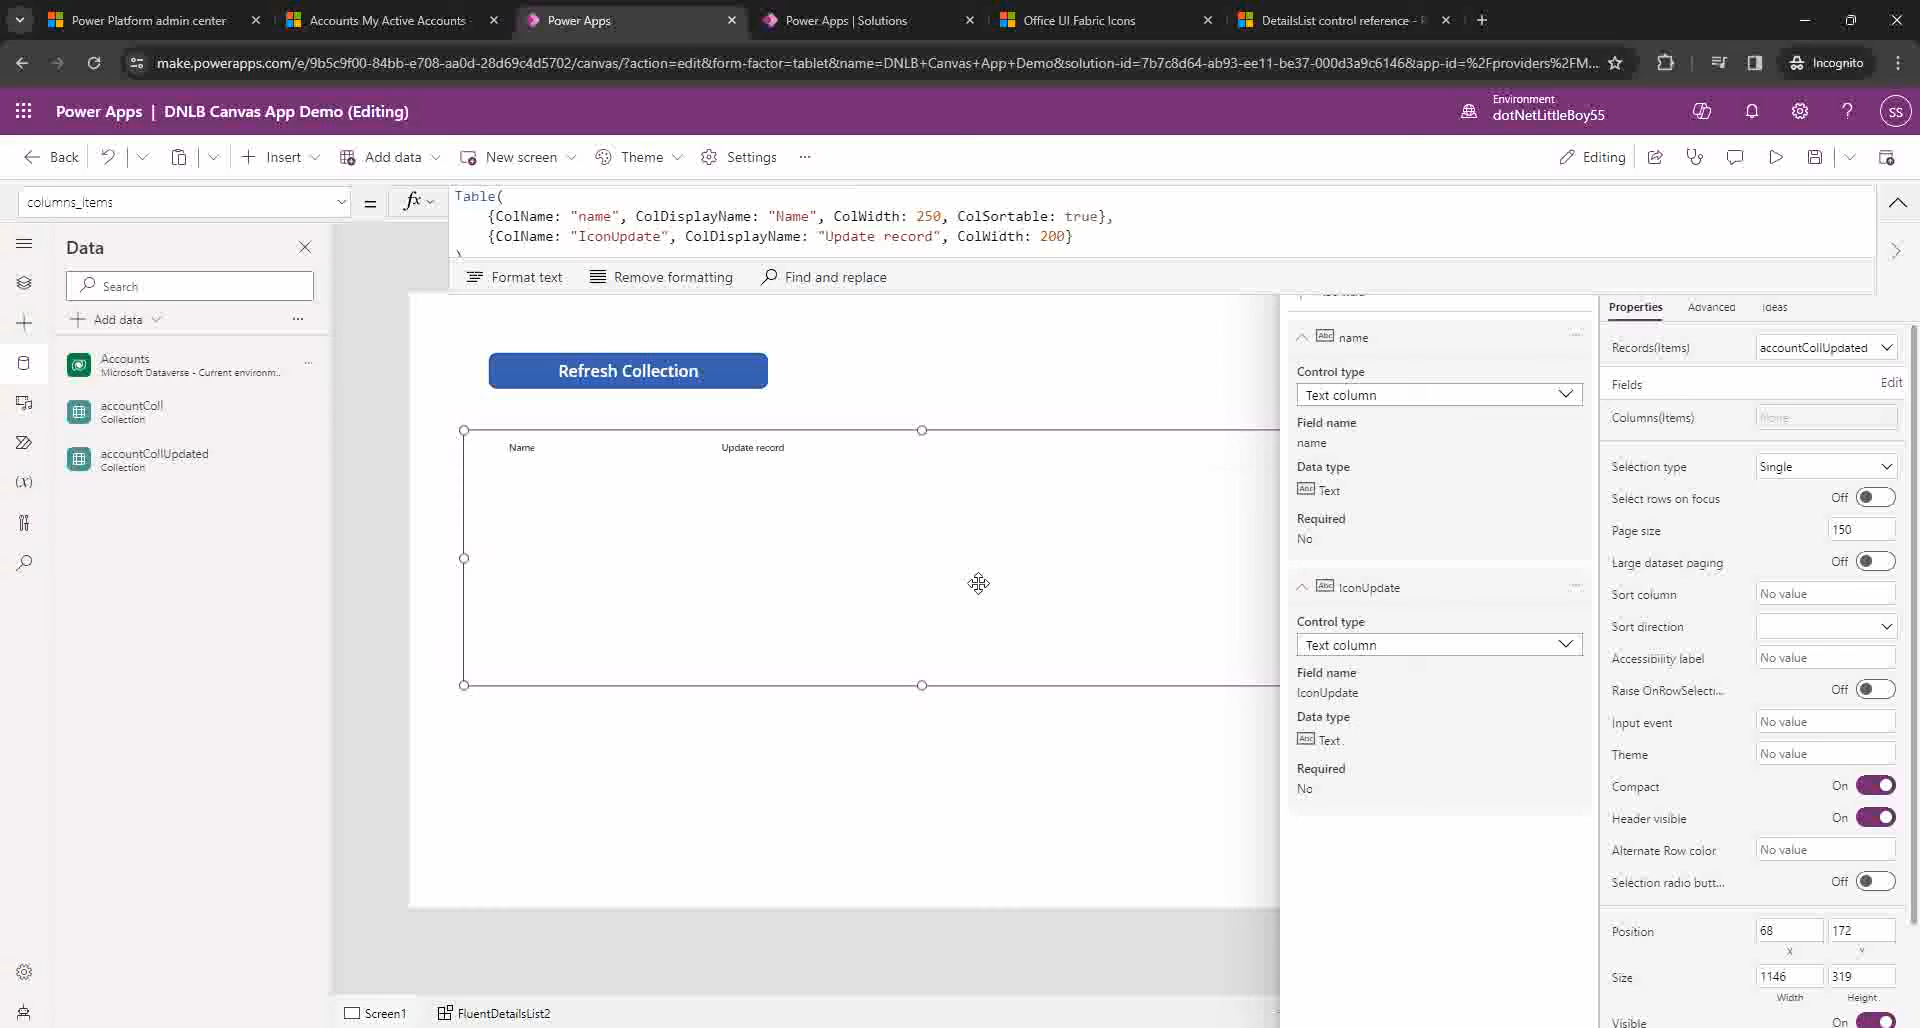 Power Platform admin center
Accounts My Active Accounts
Power Apps
Power Apps | Solutions
Office UI Fabric Icons
DetailsList control reference -
make.powerapps.com/e/9b5c9f00-84bb-e708-aa0d-28d69c4d5702/canvas/?action=edit&form-factor=tablet&name=DNLB+Canvas+App+Demo&solution-id=7b7c8d64-ab93-ee11-be37-000d3a9c6146&app-id=%2Fproviders%2FM...
Incognito
Power Apps | DNLB Canvas App Demo (Editing)
Environment
dotNetLittleBoy55
SS
Back
Insert
Add data
New screen
Theme
Settings
Editing
columns_Items
=
fx
Table(
{ColName: "name", ColDisplayName: "Name", ColWidth: 250, ColSortable: true},
{ColName: "IconUpdate", ColDisplayName: "Update record", ColWidth: 200}
)
Format text
Remove formatting
Find and replace
Data
Search
Add data
Accounts
Microsoft Dataverse - Current environm...
accountColl
Collection
accountCollUpdated
Collection
Refresh Collection
Name
Update record
Abc name
Control type
Text column
Field name
name
Data type
Abc Text
Required
No
Abc IconUpdate
Control type
Text column
Field name
IconUpdate
Data type
Abc Text
Required
No
Properties
Advanced
Ideas
Records(Items)
accountCollUpdated
Fields
Edit
Columns(Items)
None
Selection type
Single
Select rows on focus
Off
Page size
150
Large dataset paging
Off
Sort column
No value
Sort direction
Accessibility label
No value
Raise OnRowSelecti...
Off
Input event
No value
Theme
No value
Compact
On
Header visible
On
Alternate Row color
No value
Selection radio butt...
Off
Position
68
172
X
Y
Size
1146
319
Width
Height
Visible
On
Screen1
FluentDetailsList2